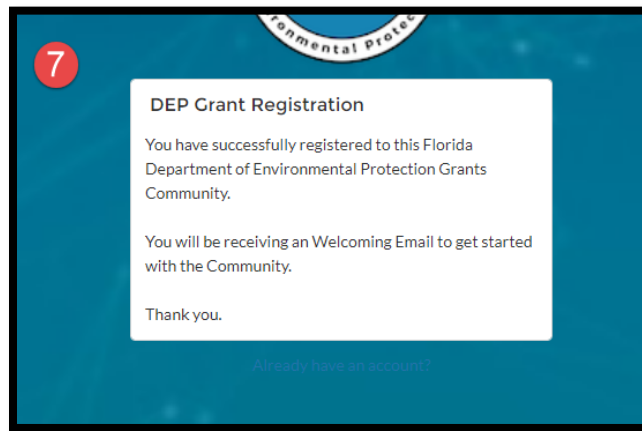 onmental Prote
7
DEP Grant Registration
You have successfully registered to this Florida
Department of Environmental Protection Grants
Community.
You will be receiving an Welcoming Email to get started
with the Community.
Thank you.
Already have an account?